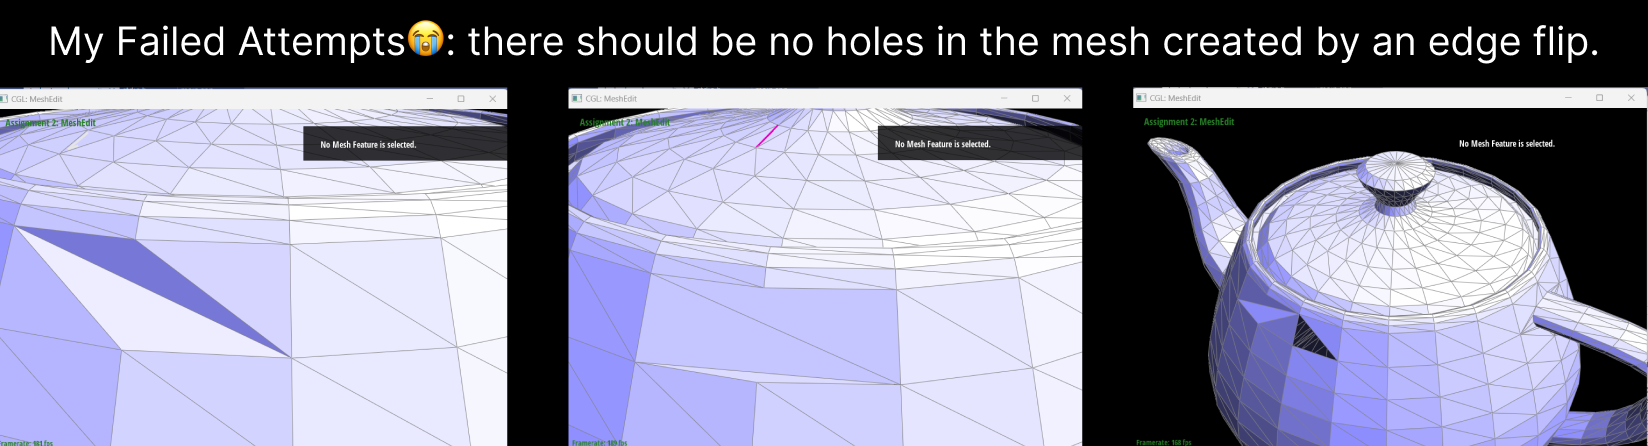 My Failed Attempts😭: there should be no holes in the mesh created by an edge flip.
CGL: MeshEdit
Assignment 2: MeshEdit
No Mesh Feature is selected.
CGL: MeshEdit
Assignment 2: MeshEdit
No Mesh Feature is selected.
CGL: MeshEdit
Assignment 2: MeshEdit
No Mesh Feature is selected.
Framerate: 983 fps
Framerate: 189 fps
Framerate: 168 fps